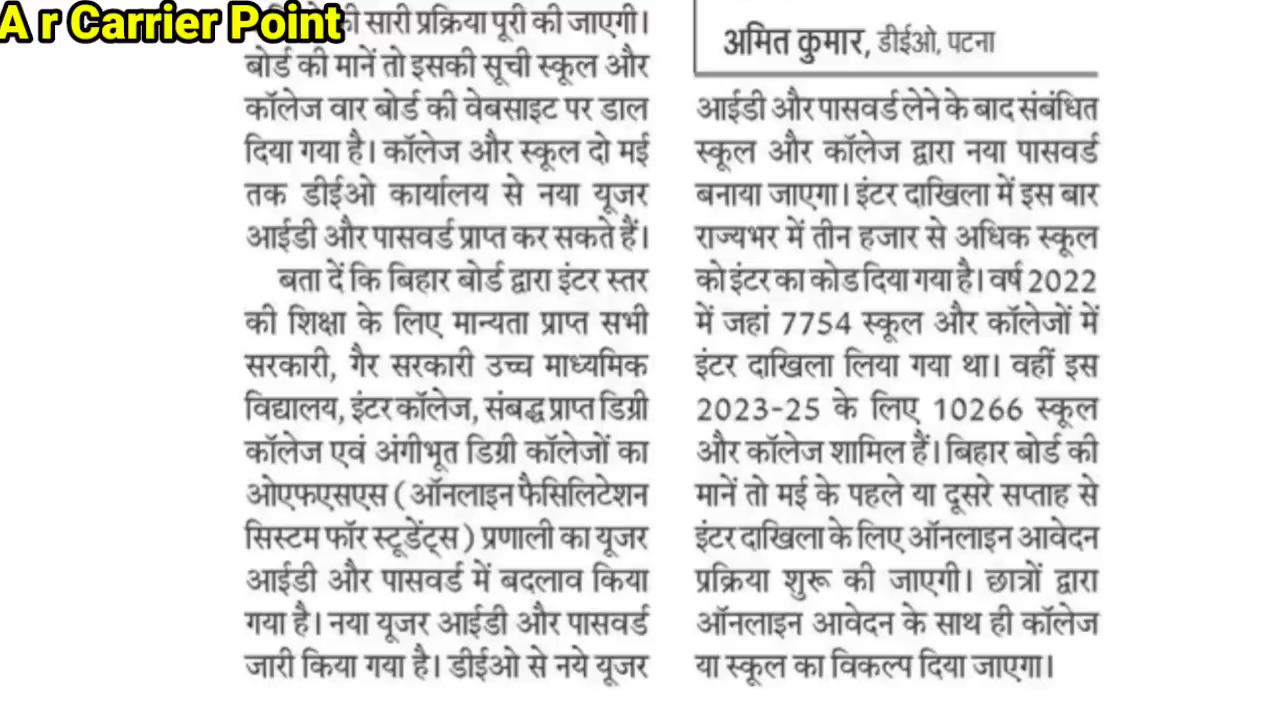 A r Carrier Point
की सारी प्रक्रिया पूरी की जाएगी।
बोर्ड की मानें तो इसकी सूची स्कूल और
कॉलेज वार बोर्ड की वेबसाइट पर डाल
दिया गया है। कॉलेज और स्कूल दो मई
तक डीईओ कार्यालय से नया यूजर
आईडी और पासवर्ड प्राप्त कर सकते हैं।
बता दें कि बिहार बोर्ड द्वारा इंटर स्तर
की शिक्षा के लिए मान्यता प्राप्त सभी
सरकारी, गैर सरकारी उच्च माध्यमिक
विद्यालय, इंटर कॉलेज, संबद्ध प्राप्त डिग्री
कॉलेज एवं अंगीभूत डिग्री कॉलेजों का
ओएफएसएस (ऑनलाइन फैसिलिटेशन
सिस्टम फॉर स्टूडेंट्स) प्रणाली का यूजर
आईडी और पासवर्ड में बदलाव किया
गया है। नया यूजर आईडी और पासवर्ड
जारी किया गया है। डीईओ से नये यूजर
अमित कुमार, डीईओ, पटना
आईडी और पासवर्ड लेने के बाद संबंधित
स्कूल और कॉलेज द्वारा नया पासवर्ड
बनाया जाएगा। इंटर दाखिला में इस बार
राज्यभर में तीन हजार से अधिक स्कूल
को इंटर का कोड दिया गया है। वर्ष 2022
में जहां 7754 स्कूल और कॉलेजों में
इंटर दाखिला लिया गया था। वहीं इस
2023-25 के लिए 10266 स्कूल
और कॉलेज शामिल हैं। बिहार बोर्ड की
मानें तो मई के पहले या दूसरे सप्ताह से
इंटर दाखिला के लिए ऑनलाइन आवेदन
प्रक्रिया शुरू की जाएगी। छात्रों द्वारा
ऑनलाइन आवेदन के साथ ही कॉलेज
या स्कूल का विकल्प दिया जाएगा।